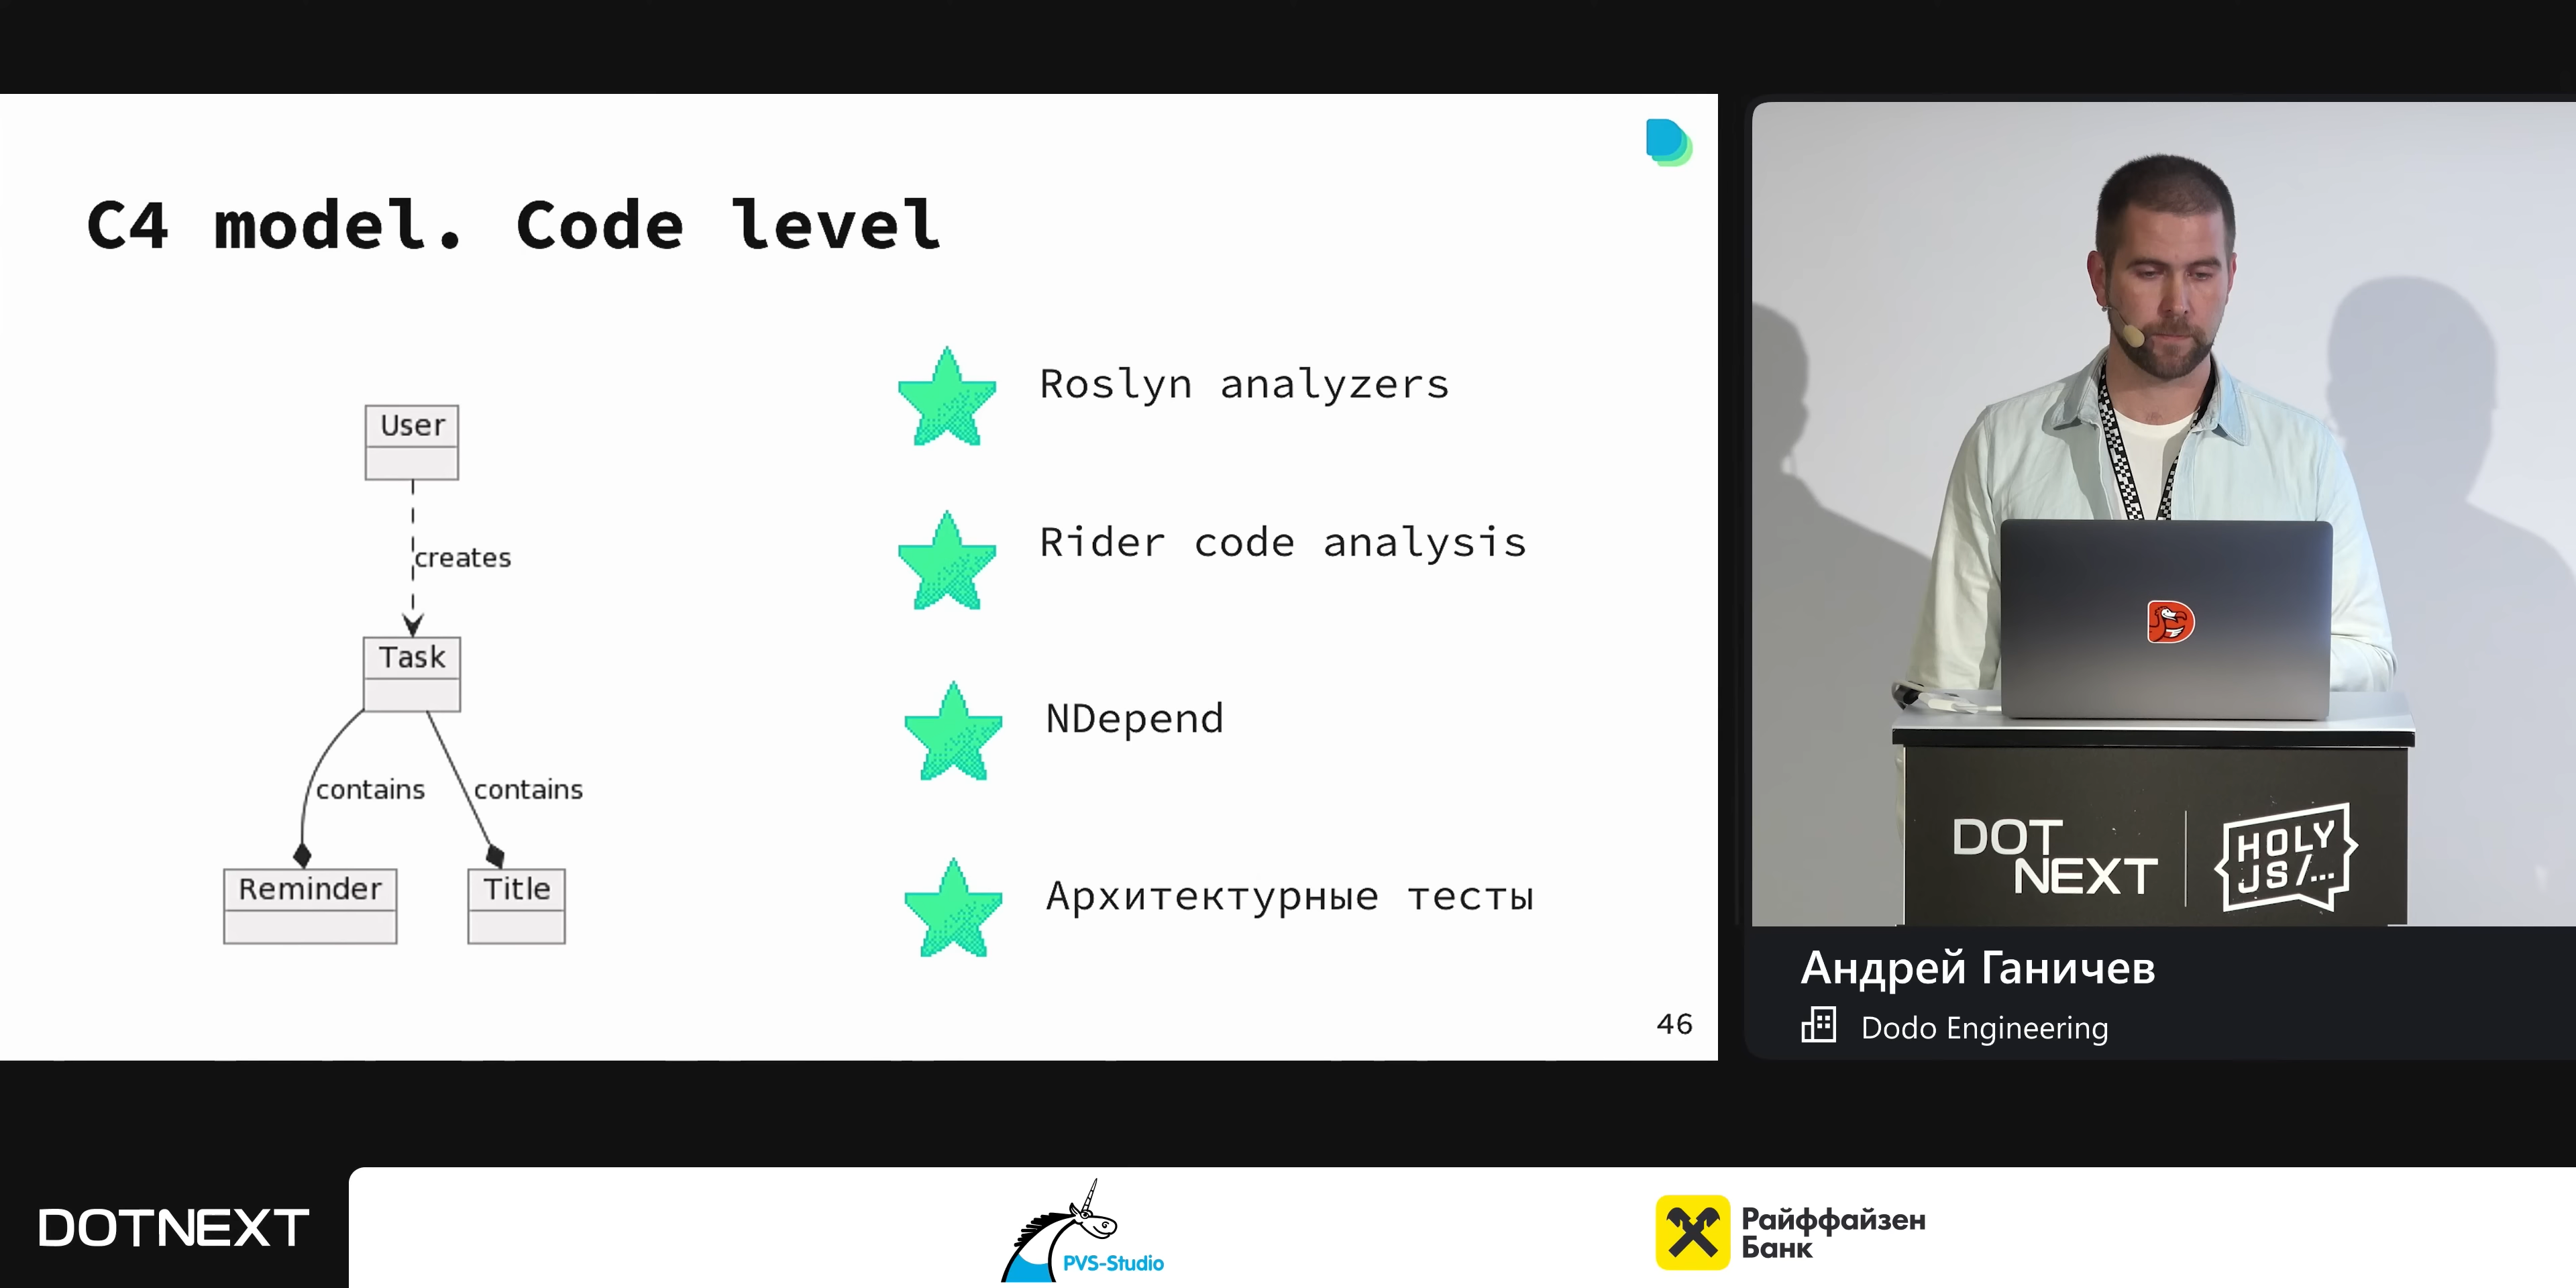 C4 model. Code level
User
creates
Task
contains
contains
Reminder
Title
Roslyn analyzers
Rider code analysis
NDepend
Архитектурные тесты
46
DOT
NEXT
HOLY
JS/...
Андрей Ганичев
Dodo Engineering
DOTNEXT
PVS-Studio
Райффайзен
Банк